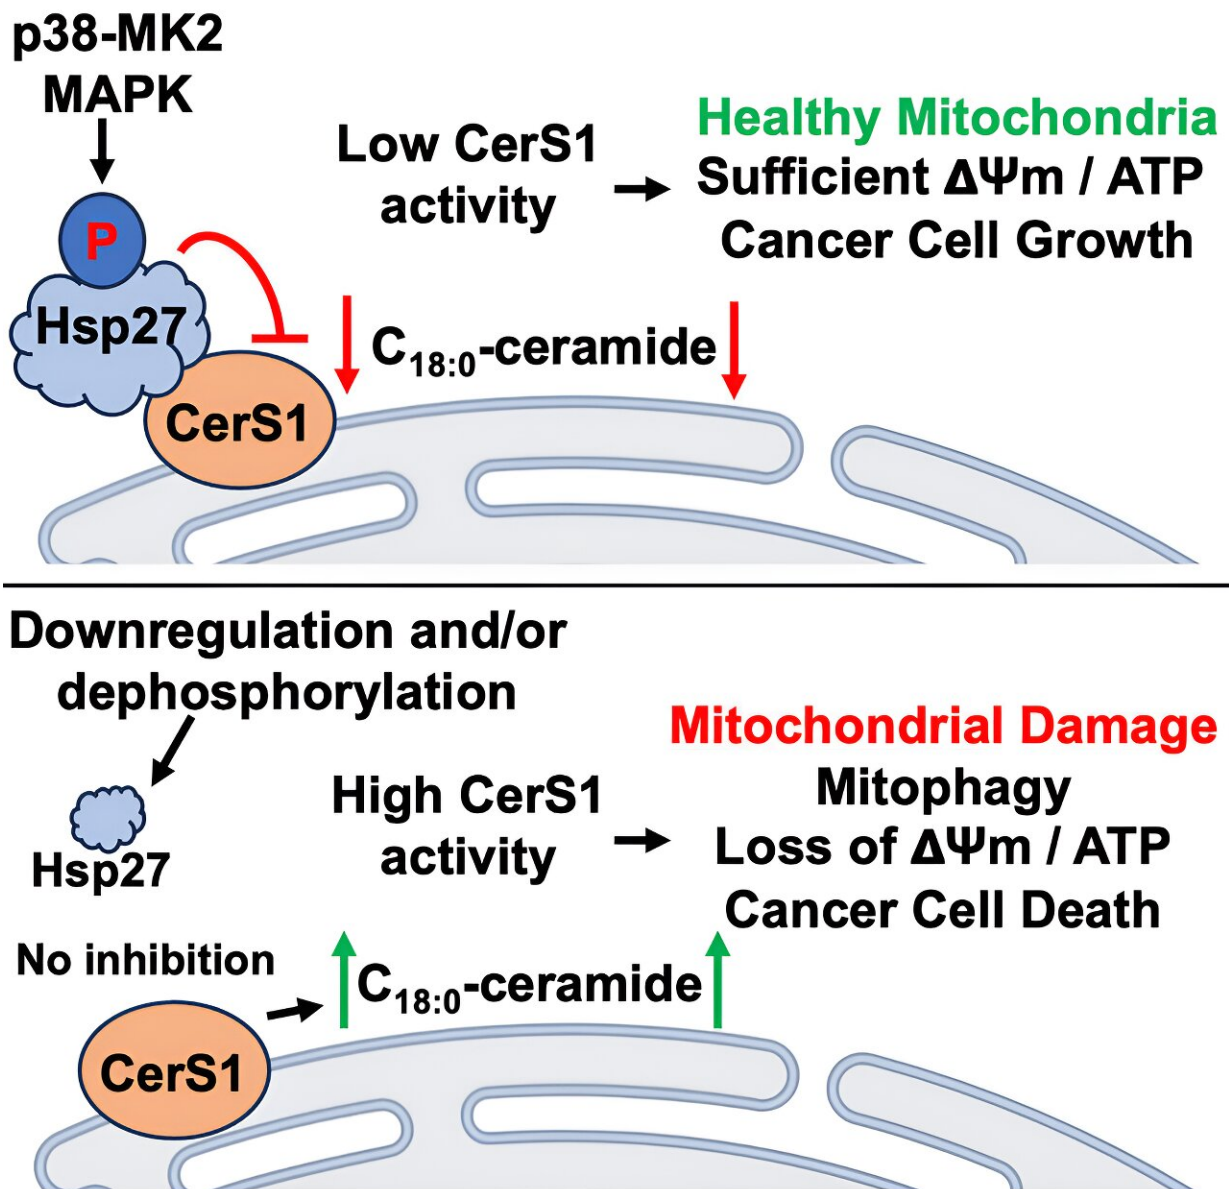 p38-MK2
MAPK
P
Hsp27
CerS1
Low CerS1
activity
Healthy Mitochondria
Sufficient ΔΨm / ATP
Cancer Cell Growth
C₁₈:₀-ceramide
Downregulation and/or
dephosphorylation
Hsp27
No inhibition
CerS1
High CerS1
activity
Mitochondrial Damage
Mitophagy
Loss of ΔΨm / ATP
Cancer Cell Death
C₁₈:₀-ceramide